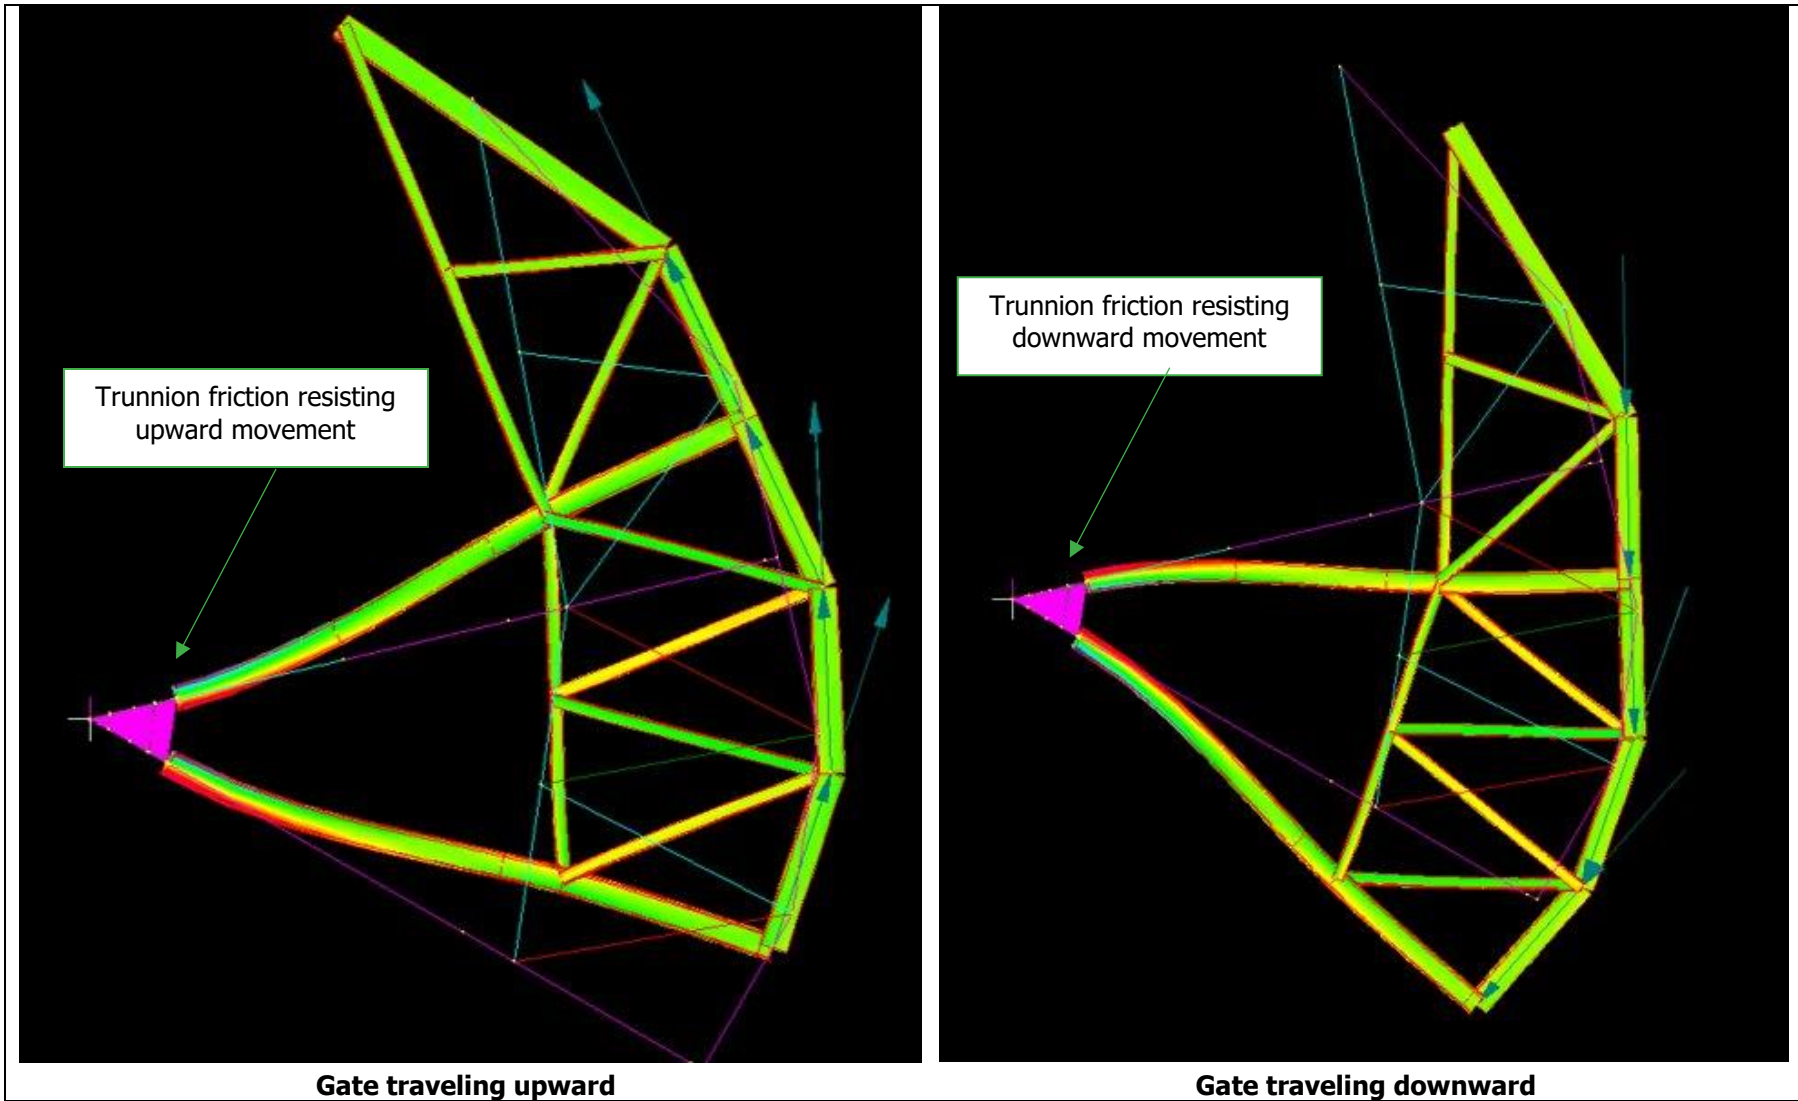 Trunnion friction resisting
upward movement
Trunnion friction resisting
downward movement
Gate traveling upward
Gate traveling downward